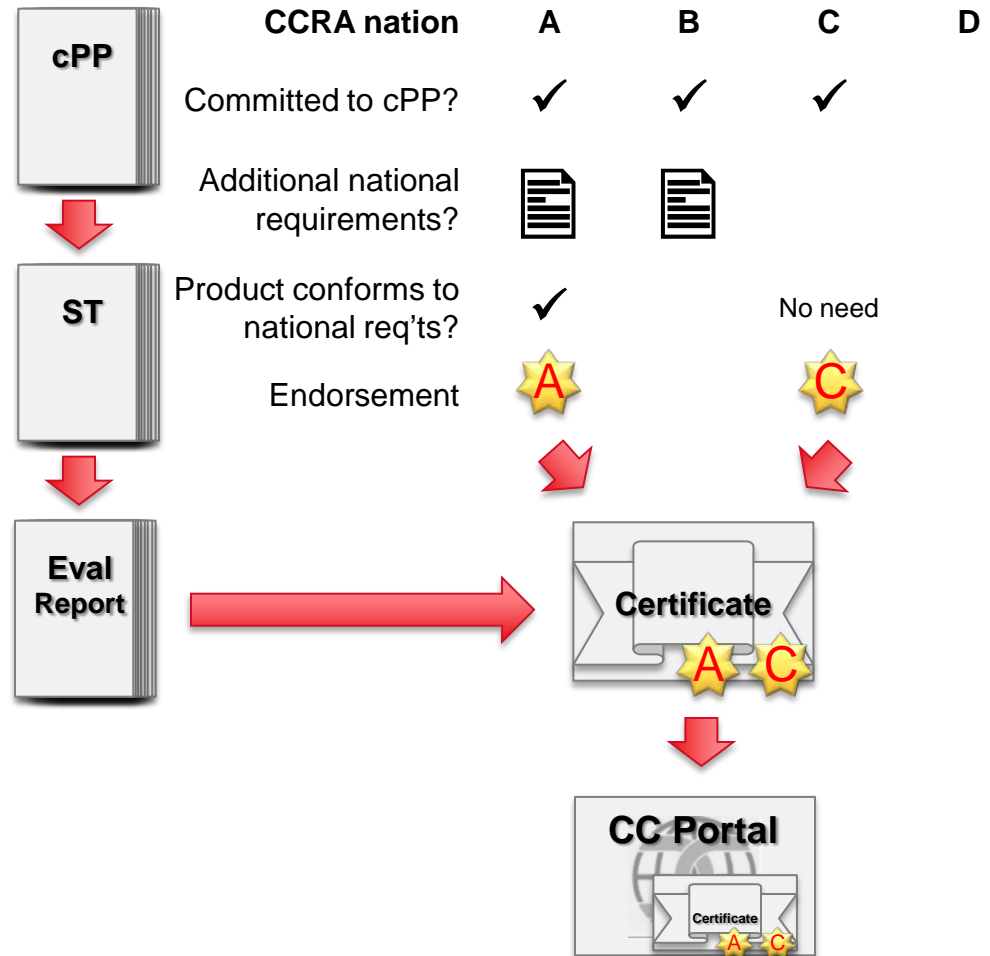 CCRA nation A B C D
cPP
Committed to cPP?
Additional national
requirements?
ST
Product conforms to
national req'ts?
No need
Endorsement
A
C
Eval
Report
Certificate
A C
CC Portal
Certificate
A C